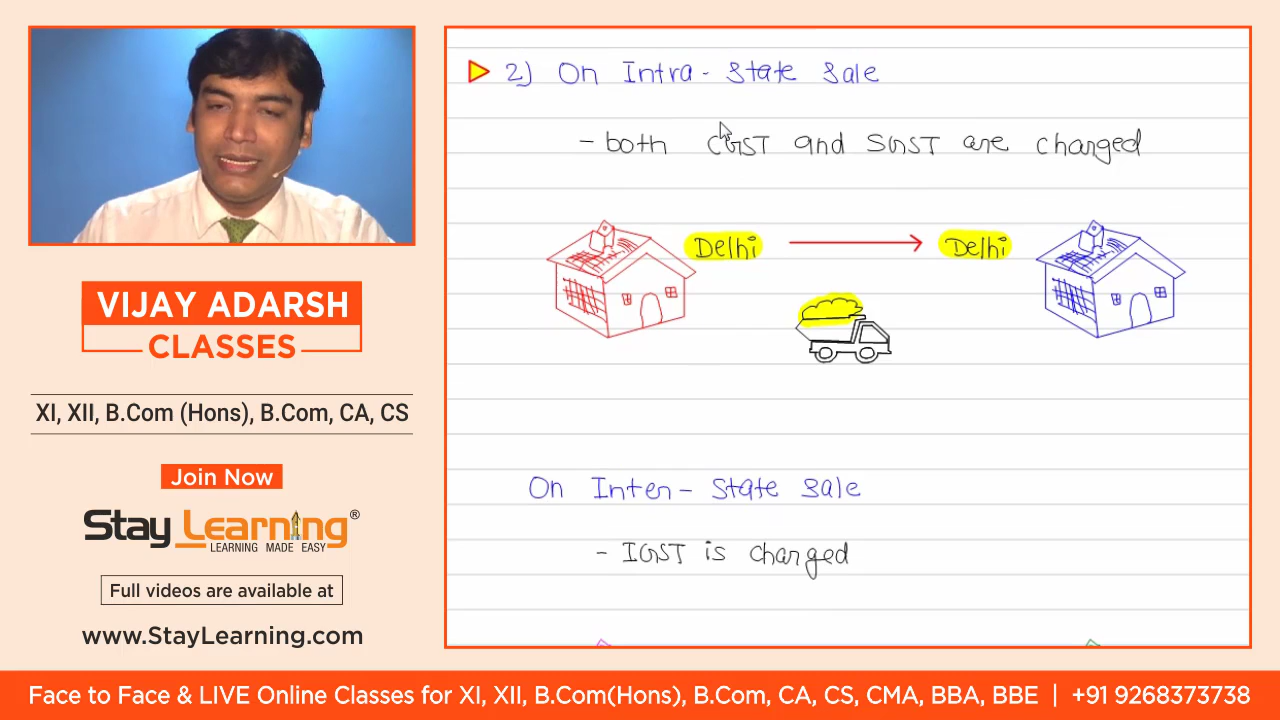 VIJAY ADARSH
CLASSES
XI, XII, B.Com (Hons), B.Com, CA, CS
Join Now
Stay Learning®
LEARNING MADE EASY
Full videos are available at
www.StayLearning.com
2) On Intra - State Sale
- both CGST and SGST are charged
Delhi Delhi
On Inter - State Sale
- IGST is charged
Face to Face & LIVE Online Classes for XI, XII, B.Com(Hons), B.Com, CA, CS, CMA, BBA, BBE | +91 9268373738